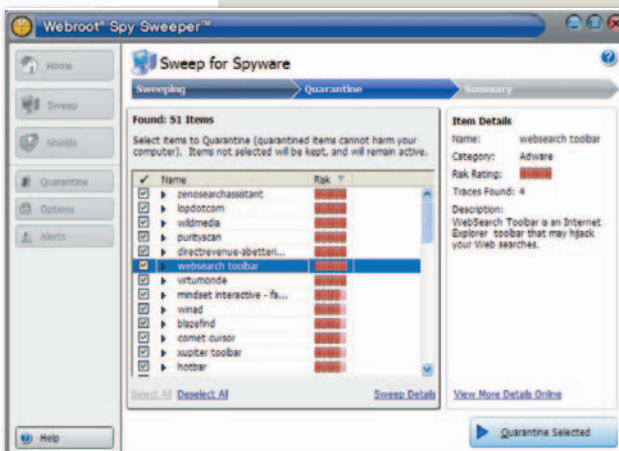 Webroot® Spy Sweeper™
Home
Sweep
Shields
Quarantine
Options
Alerts
Help
Sweep for Spyware
Sweeping
Quarantine
Summary
Found: 51 Items
Select items to Quarantine (quarantined items cannot harm your
computer). Items not selected will be kept, and will remain active.
Name Risk
zenosearchassistant
lopdotcom
wildmedia
purityscan
directrevenue-abetteri...
websearch toolbar
virtumonde
mindset interactive - fa...
winad
blazefind
comet cursor
xupiter toolbar
hotbar
Select All Deselect All Sweep Details
Item Details
Name: websearch toolbar
Category: Adware
Risk Rating:
Traces Found: 4
Description:
WebSearch Toolbar is an Internet
Explorer toolbar that may hijack
your Web searches.
View More Details Online
Quarantine Selected